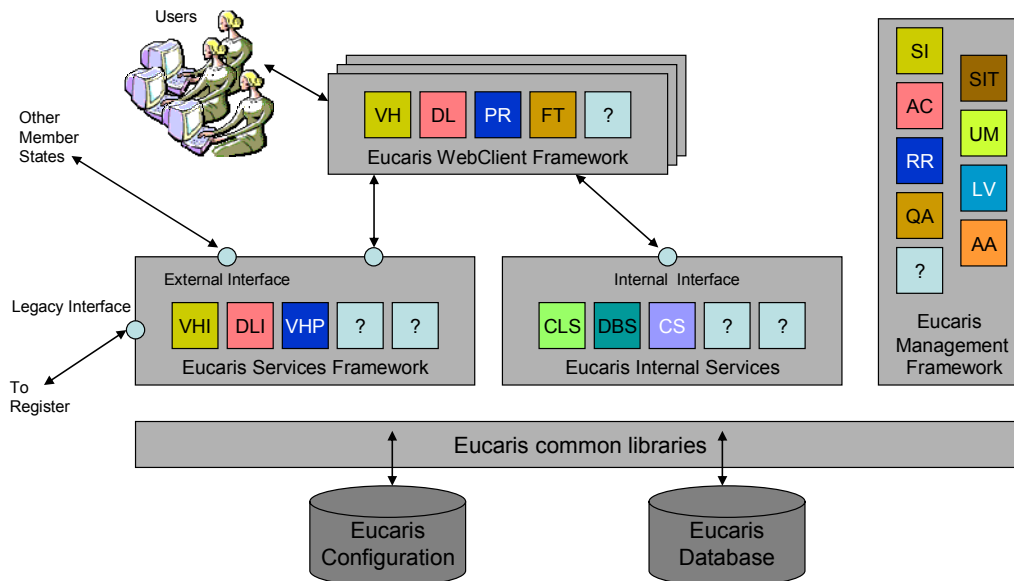 Users
Other
Member
States
VH DL PR FT ?
Eucaris WebClient Framework
External Interface
Legacy Interface
VHI DLI VHP ? ?
Eucaris Services Framework
To
Register
Internal Interface
CLS DBS CS ? ?
Eucaris Internal Services
SI
SIT
AC
UM
RR
LV
QA
AA
?
Eucaris
Management
Framework
Eucaris common libraries
Eucaris
Configuration
Eucaris
Database